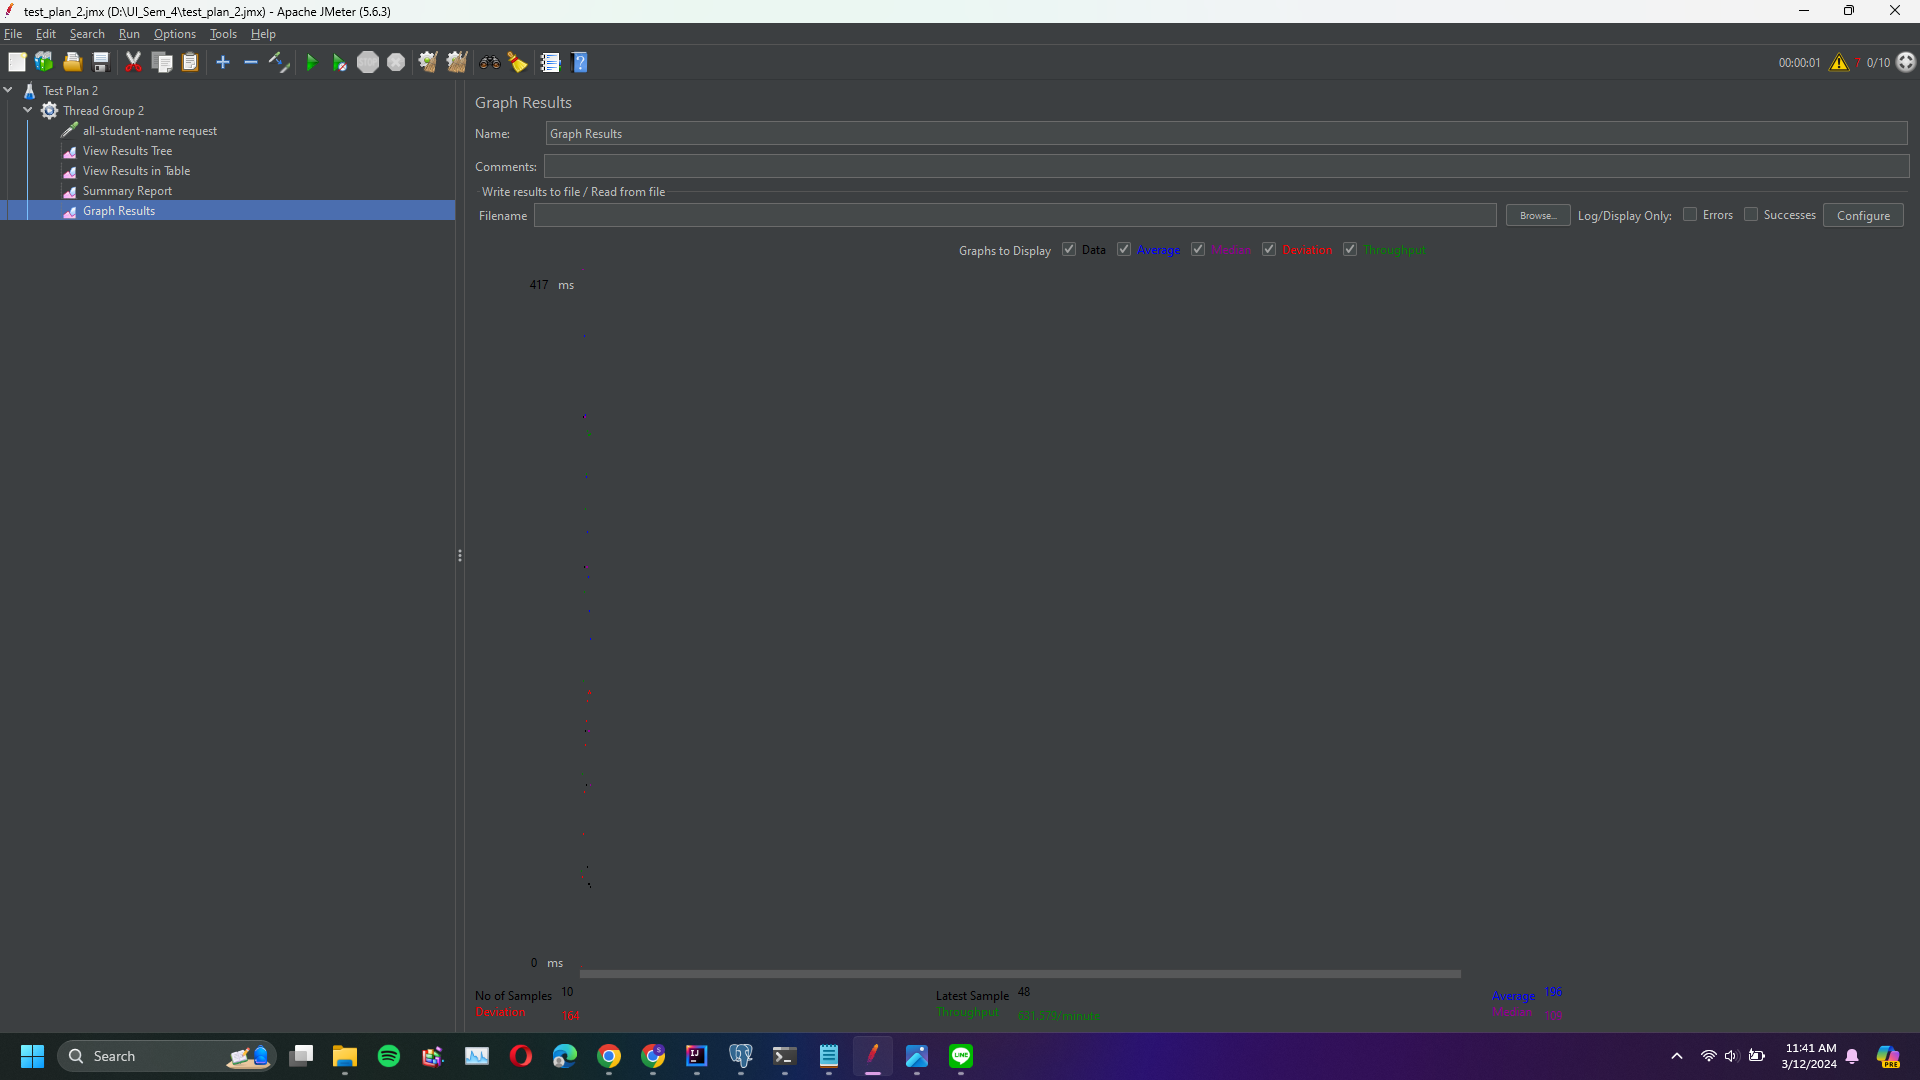 test_plan_2.jmx (D:\UI_Sem_4\test_plan_2.jmx) - Apache JMeter (5.6.3)
File Edit Search Run Options Tools Help
00:00:01 7 0/10
Test Plan 2
Thread Group 2
all-student-name request
View Results Tree
View Results in Table
Summary Report
Graph Results
Graph Results
Name: Graph Results
Comments:
Write results to file / Read from file
Filename Browse... Log/Display Only: Errors Successes Configure
Graphs to Display Data Average Median Deviation Throughput
417 ms
0 ms
No of Samples 10 Latest Sample 48 Average 196
Deviation 164 Throughput 631.579/minute Median
Search
11:41 AM
3/12/2024